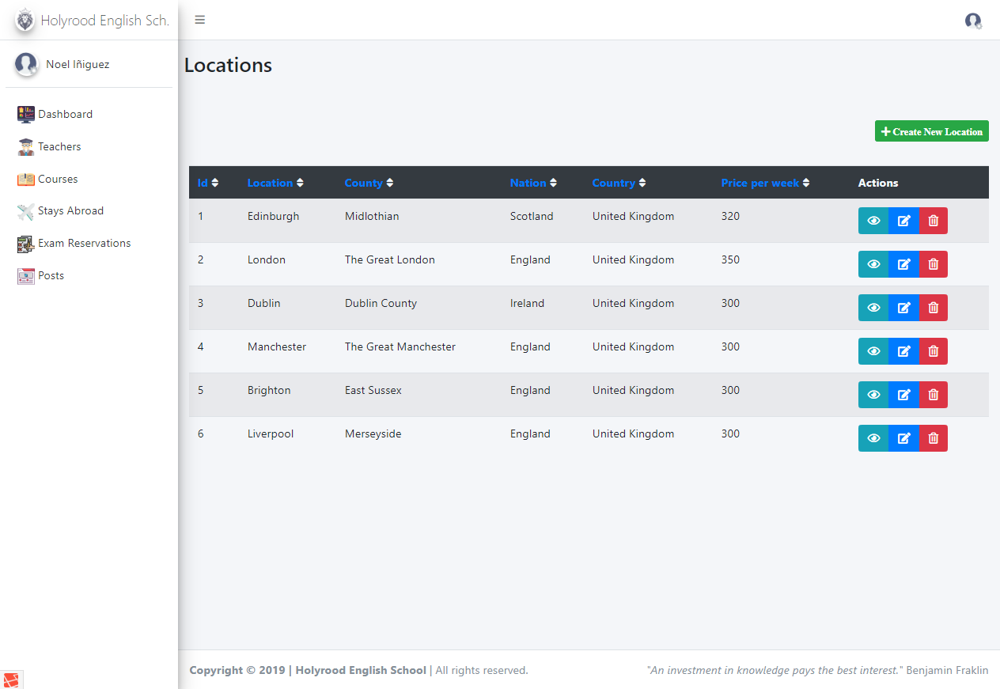 Holyrood English Sch.
Noel Iñiguez
Dashboard
Teachers
Courses
Stays Abroad
Exam Reservations
Posts
Locations
Create New Location
Id Location County Nation Country Price per week Actions
1 Edinburgh Midlothian Scotland United Kingdom 320
2 London The Great London England United Kingdom 350
3 Dublin Dublin County Ireland United Kingdom 300
4 Manchester The Great Manchester England United Kingdom 300
5 Brighton East Sussex England United Kingdom 300
6 Liverpool Merseyside England United Kingdom 300
Copyright © 2019 | Holyrood English School | All rights reserved. "An investment in knowledge pays the best interest." Benjamin Fraklin